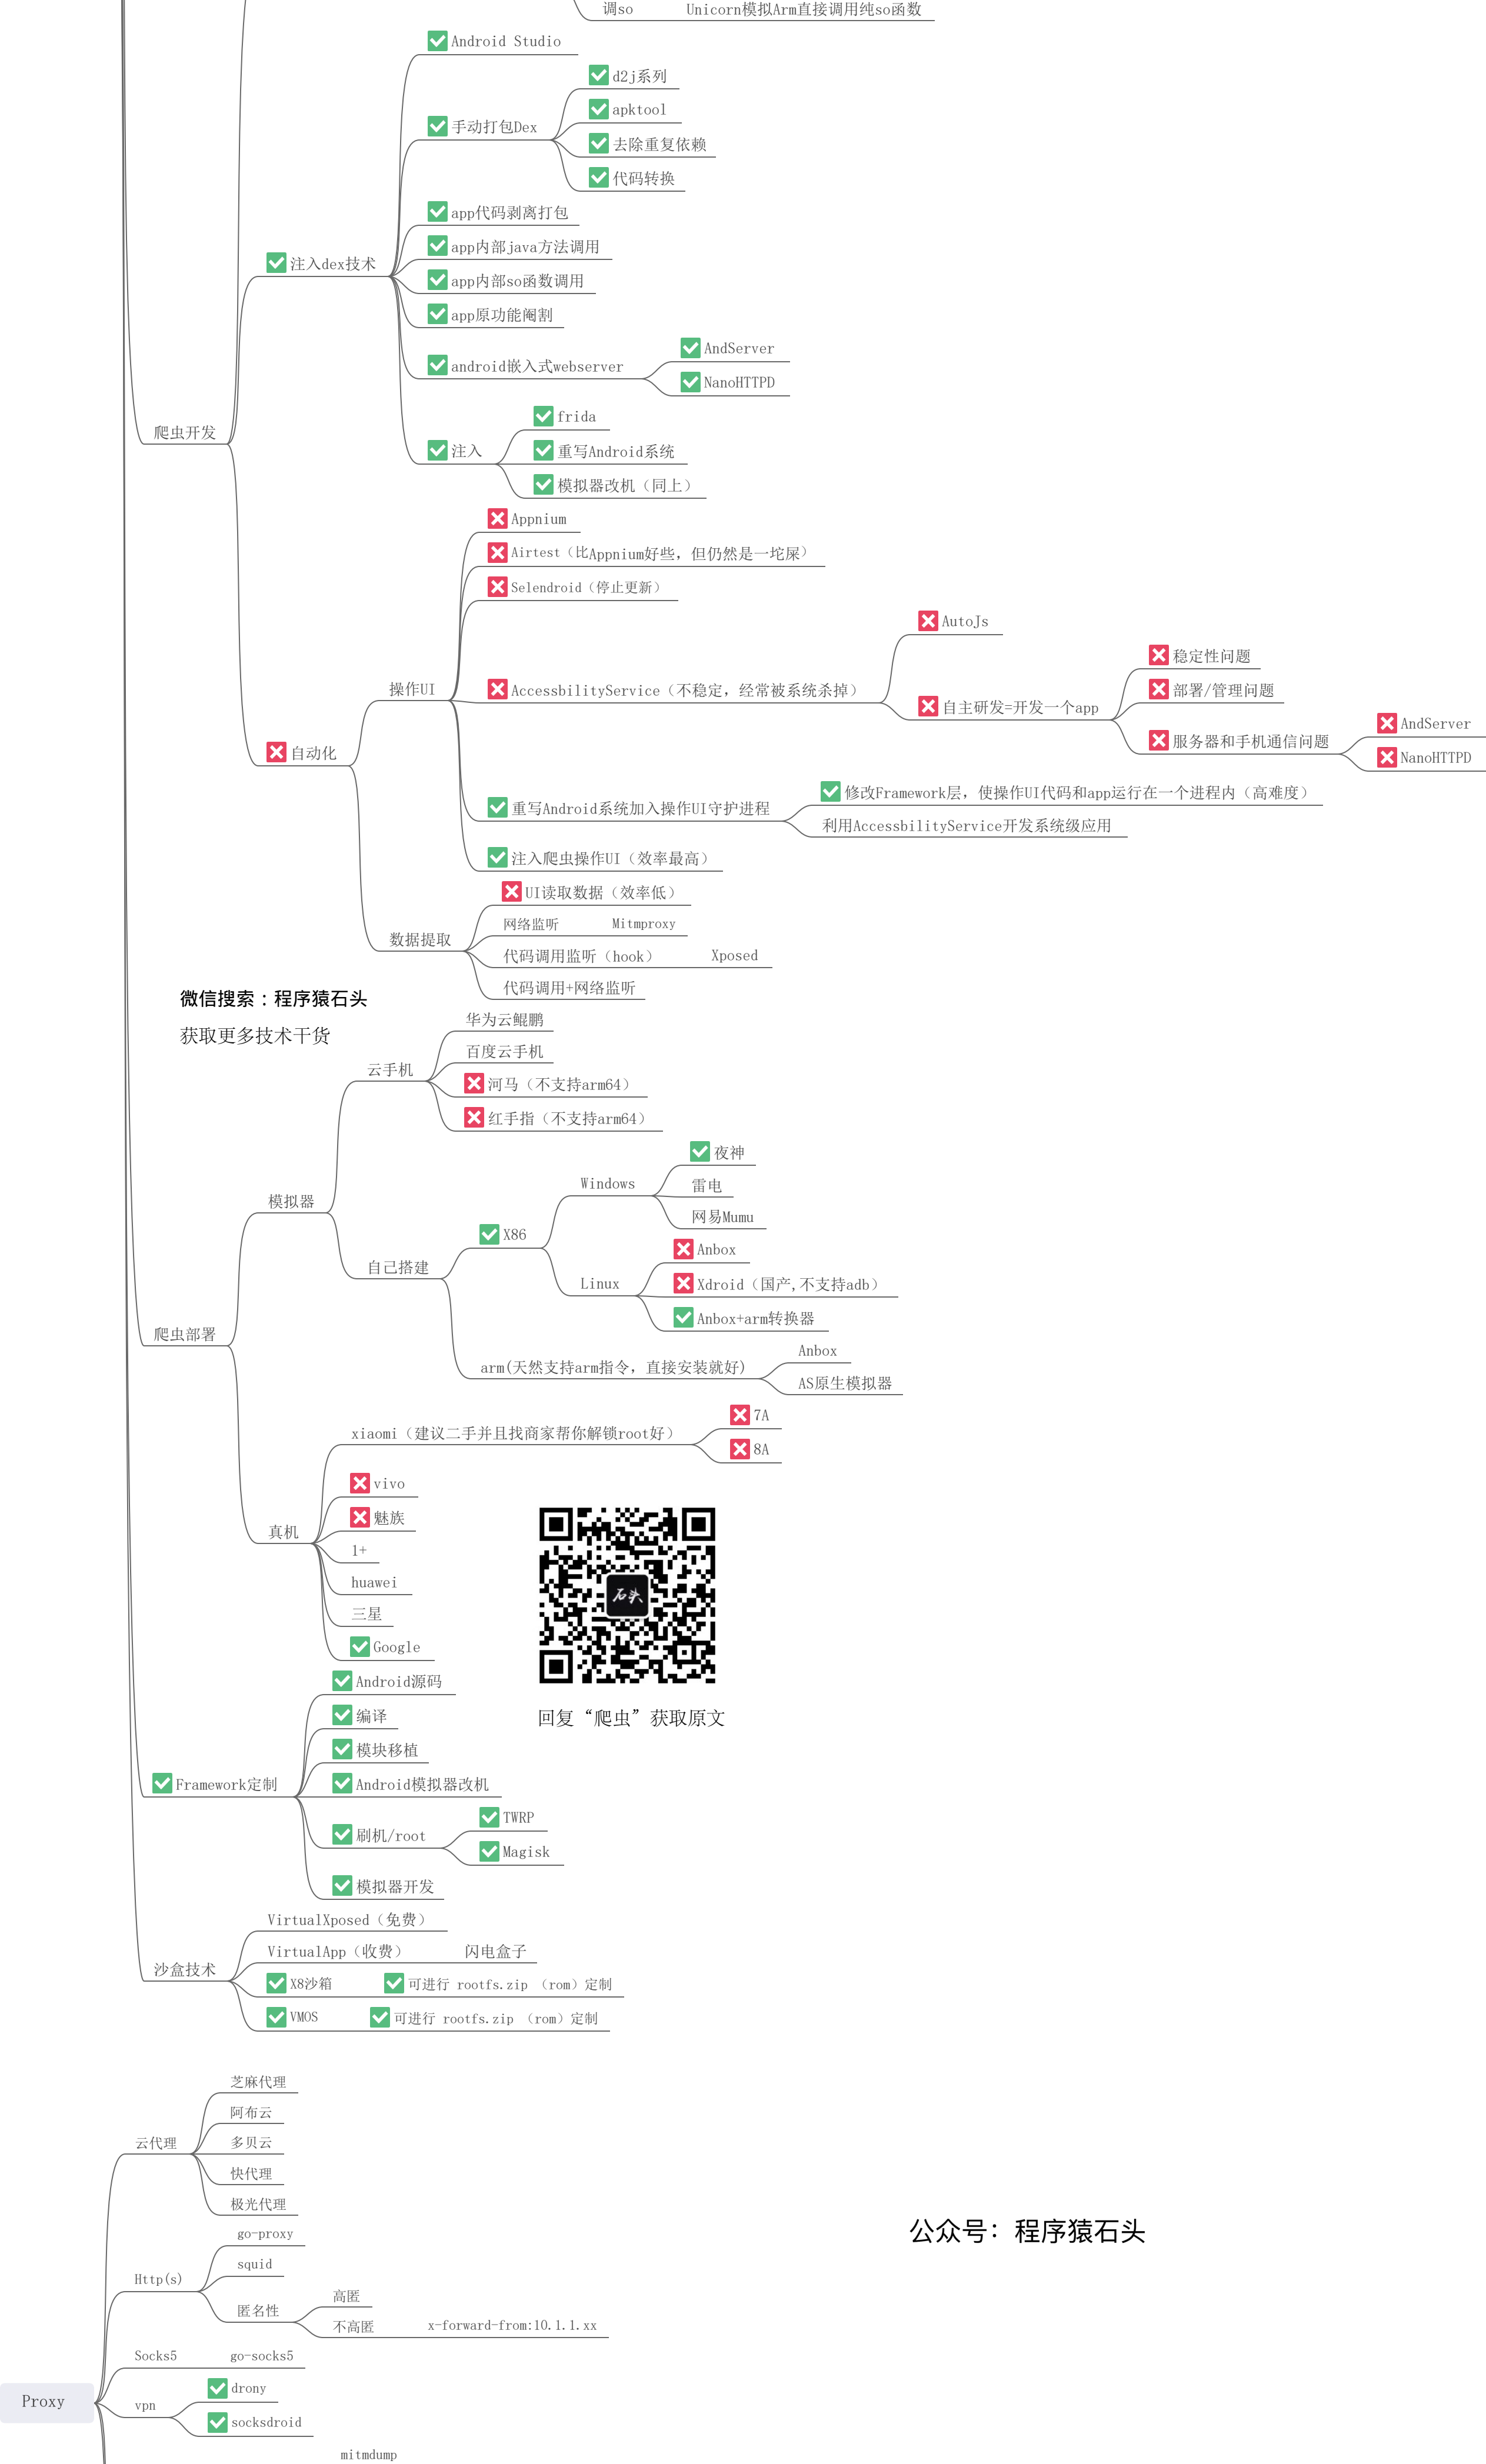 调so
Unicorn模拟Arm直接调用纯so函数
Android Studio
d2j系列
apktool
手动打包Dex
去除重复依赖
代码转换
app代码剥离打包
app内部java方法调用
注入dex技术
app内部so函数调用
app原功能阉割
AndServer
android嵌入式webserver
NanoHTTPD
frida
爬虫开发
注入
重写Android系统
模拟器改机（同上）
Appnium
Airtest（比Appnium好些，但仍然是一坨屎）
Selendroid（停止更新）
AutoJs
稳定性问题
操作UI
AccessbilityService（不稳定，经常被系统杀掉）
部署/管理问题
自主研发=开发一个app
AndServer
服务器和手机通信问题
自动化
NanoHTTPD
修改Framework层，使操作UI代码和app运行在一个进程内（高难度）
重写Android系统加入操作UI守护进程
利用AccessbilityService开发系统级应用
注入爬虫操作UI（效率最高）
UI读取数据（效率低）
网络监听
Mitmproxy
数据提取
代码调用监听（hook）
Xposed
代码调用+网络监听
微信搜索：程序猿石头
获取更多技术干货
华为云鲲鹏
百度云手机
云手机
河马（不支持arm64）
红手指（不支持arm64）
夜神
Windows
雷电
模拟器
网易Mumu
X86
Anbox
自己搭建
Linux
Xdroid（国产,不支持adb）
Anbox+arm转换器
爬虫部署
Anbox
arm(天然支持arm指令，直接安装就好)
AS原生模拟器
7A
xiaomi（建议二手并且找商家帮你解锁root好）
8A
vivo
魅族
真机
1+
huawei
石头
三星
Google
Android源码
编译
回复“爬虫”获取原文
模块移植
Framework定制
Android模拟器改机
TWRP
刷机/root
Magisk
模拟器开发
VirtualXposed（免费）
VirtualApp（收费）
闪电盒子
沙盒技术
X8沙箱
可进行 rootfs.zip （rom）定制
VMOS
可进行 rootfs.zip （rom）定制
芝麻代理
阿布云
云代理
多贝云
快代理
极光代理
公众号：程序猿石头
go-proxy
squid
Http(s)
高匿
匿名性
不高匿
x-forward-from:10.1.1.xx
Socks5
go-socks5
drony
Proxy
vpn
socksdroid
mitmdump